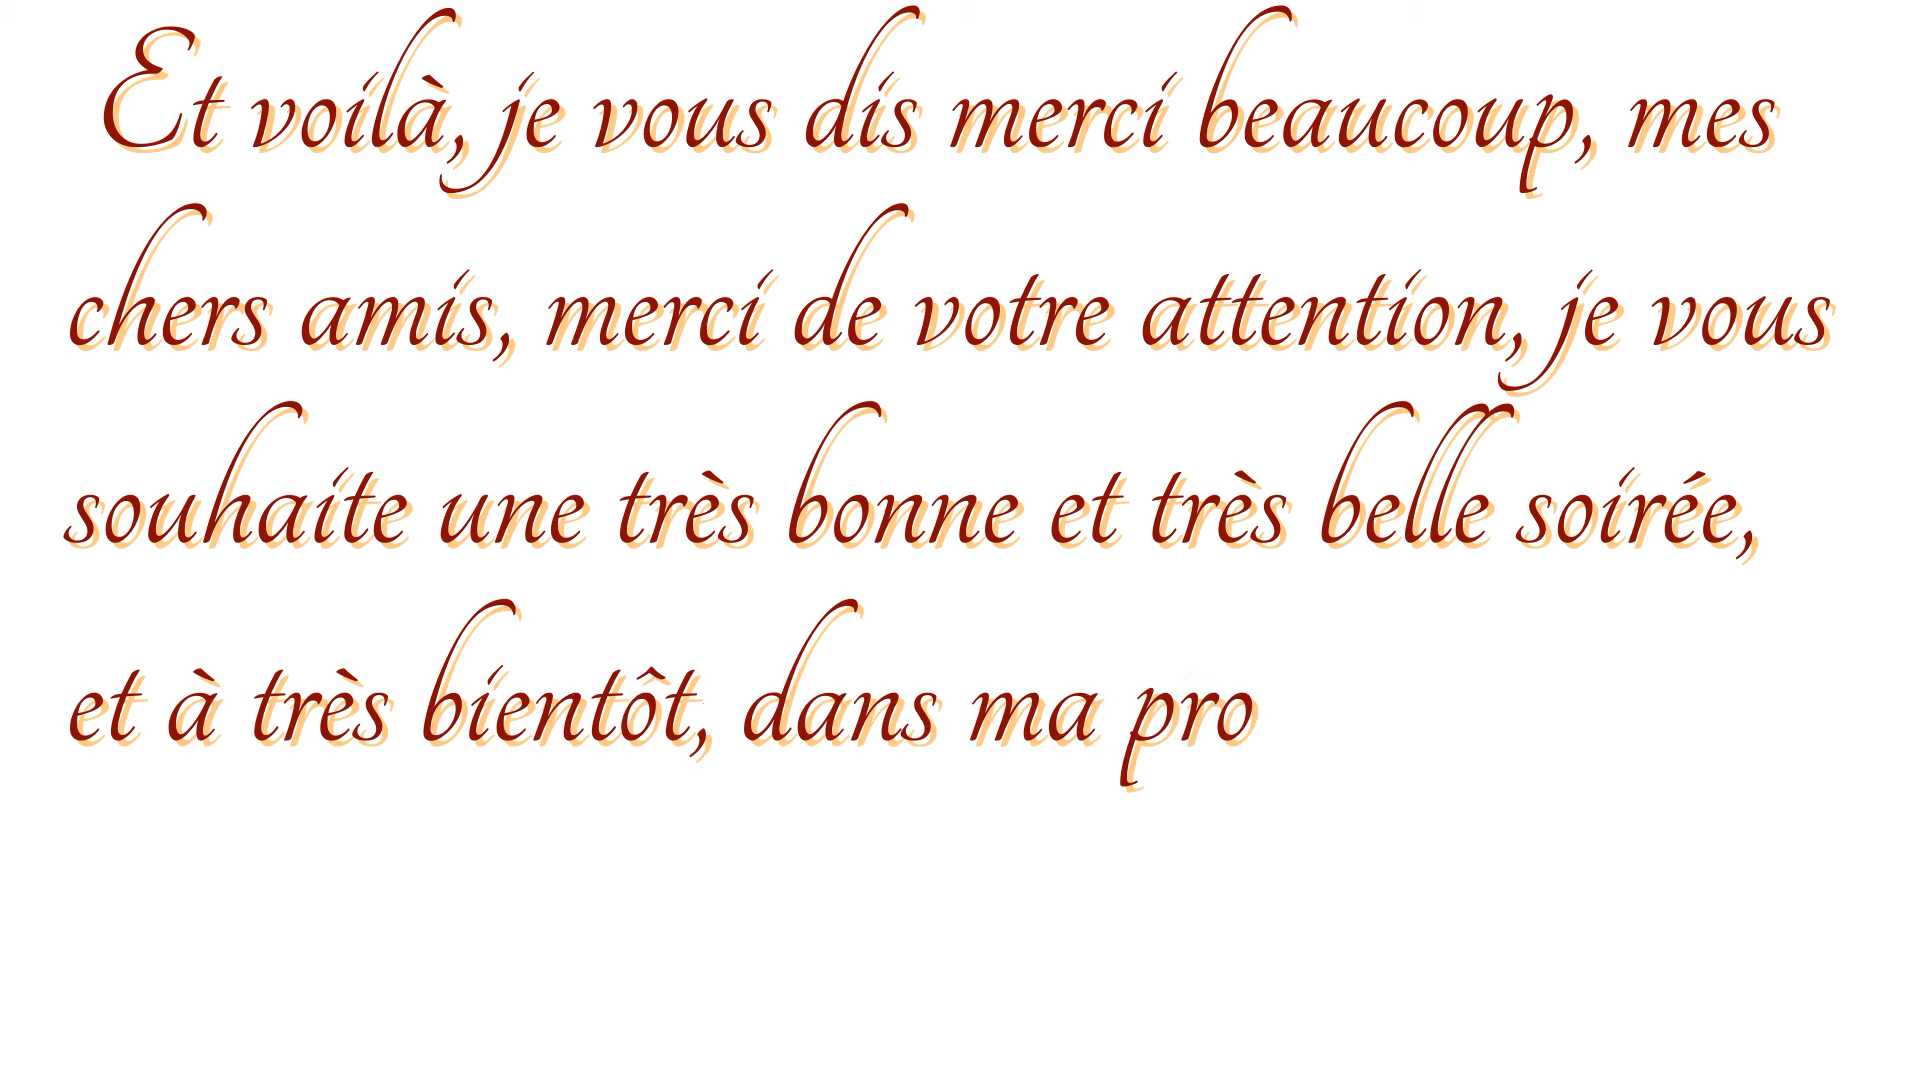 Et voilà, je vous dis merci beaucoup, mes
chers amis, merci de votre attention, je vous
souhaite une très bonne et très belle soirée,
et à très bientôt, dans ma pro